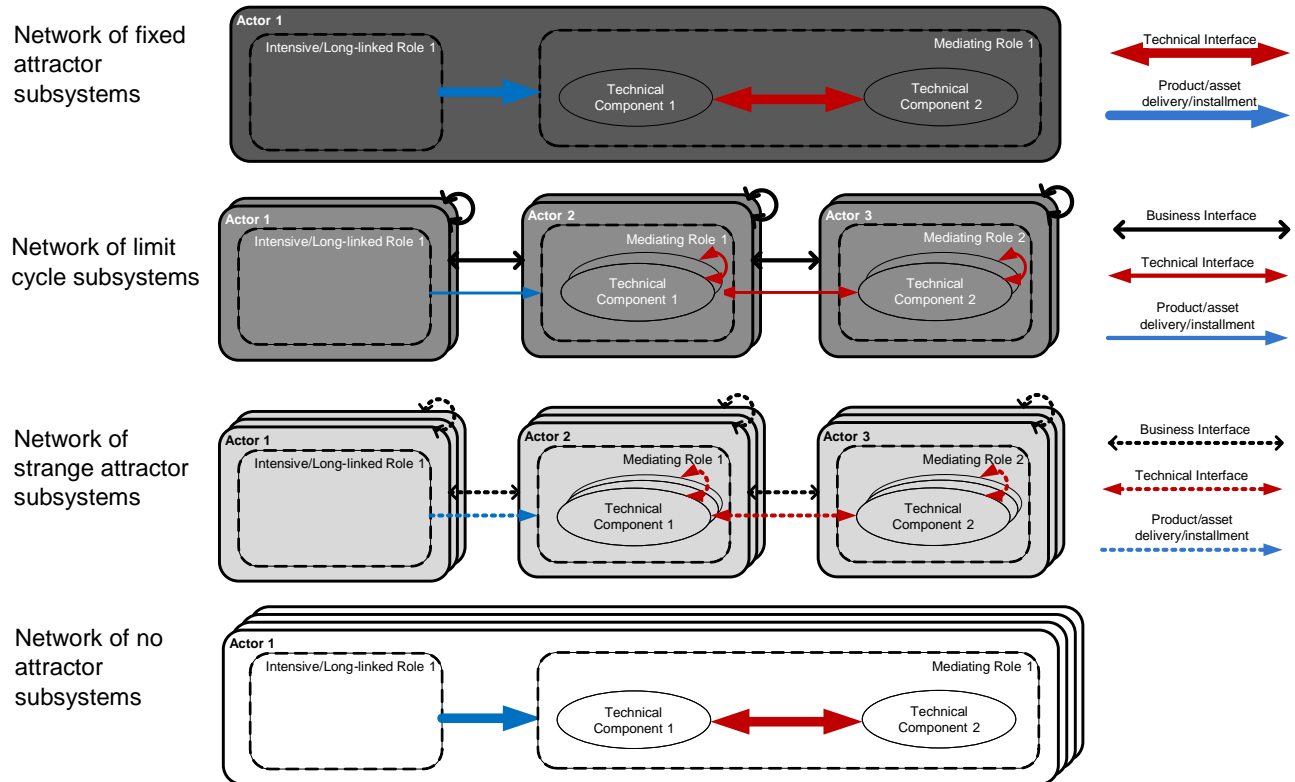 Network of fixed
attractor
subsystems
Actor 1
Intensive/Long-linked Role 1
Mediating Role 1
Technical
Component 1
Technical
Component 2
Technical Interface
Product/asset
delivery/installment
Network of limit
cycle subsystems
Actor 1
Intensive/Long-linked Role 1
Actor 2
Mediating Role 1
Technical
Component 1
Actor 3
Mediating Role 2
Technical
Component 2
Business Interface
Technical Interface
Product/asset
delivery/installment
Network of
strange attractor
subsystems
Actor 1
Intensive/Long-linked Role 1
Actor 2
Mediating Role 1
Technical
Component 1
Actor 3
Mediating Role 2
Technical
Component 2
Business Interface
Technical Interface
Product/asset
delivery/installment
Network of no
attractor
subsystems
Actor 1
Intensive/Long-linked Role 1
Mediating Role 1
Technical
Component 1
Technical
Component 2